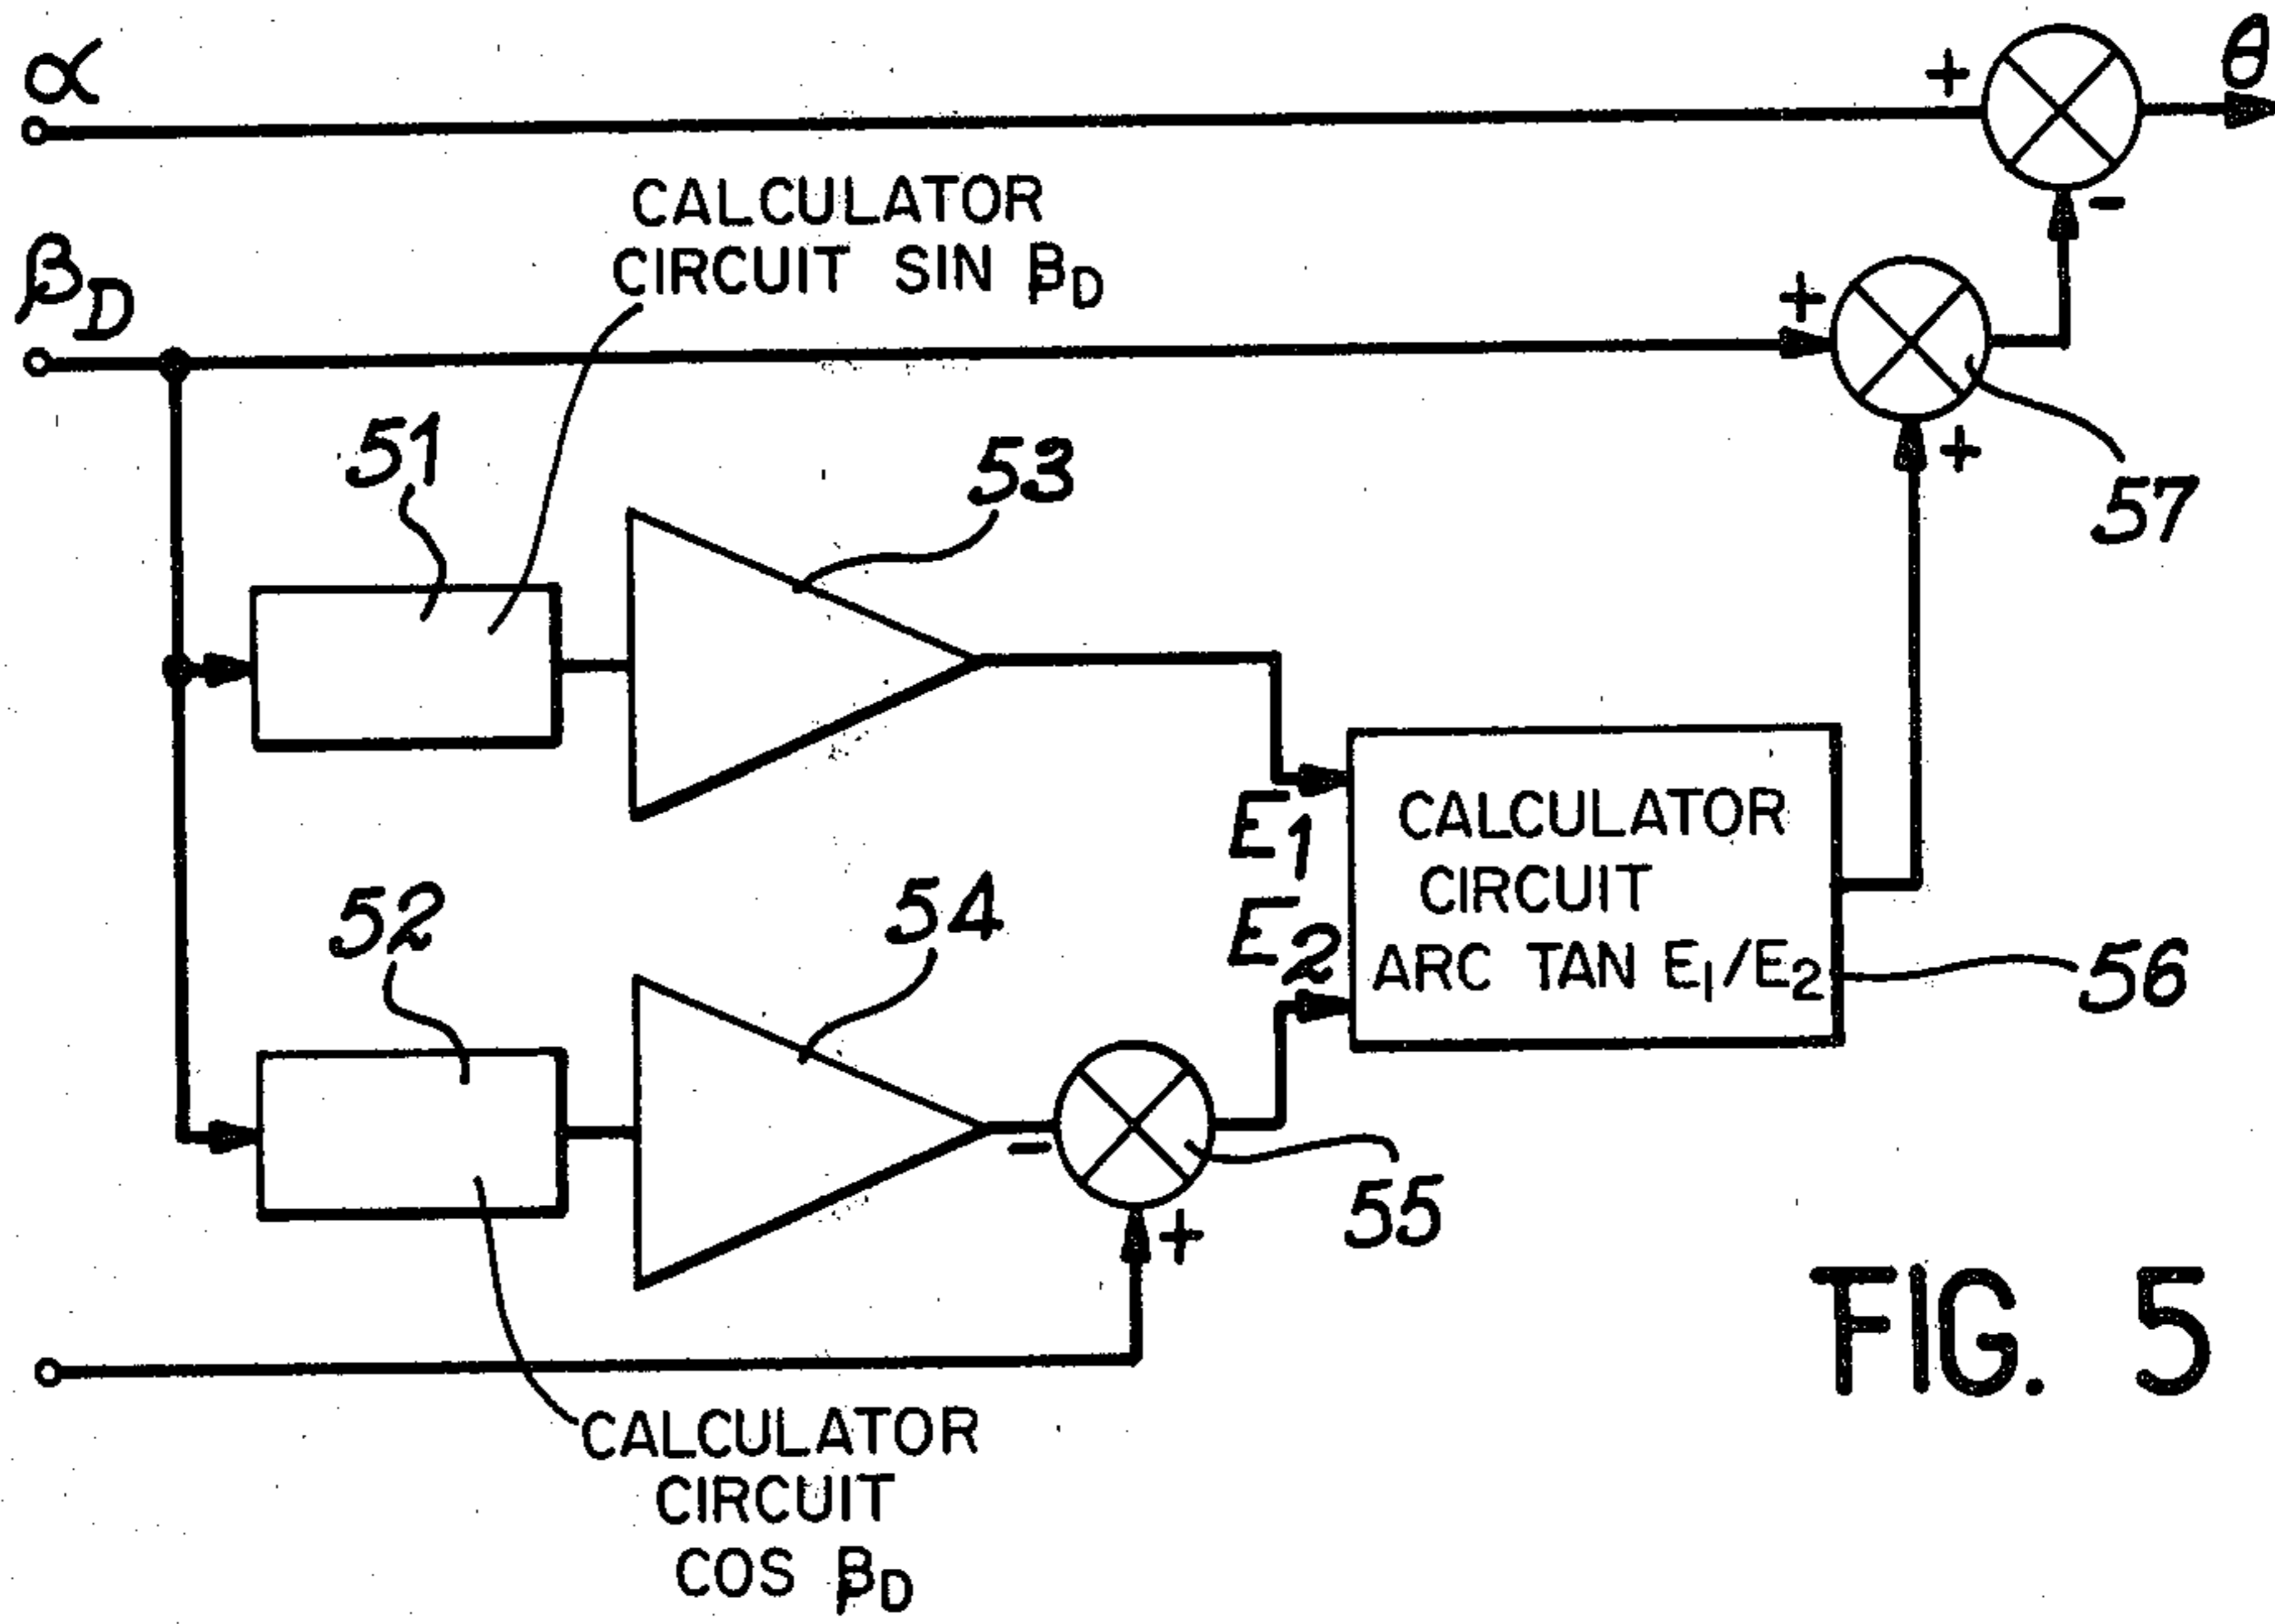 α
+
θ
CALCULATOR
CIRCUIT SIN βD
-
βD
+
51
53
+
57
E1
CALCULATOR
CIRCUIT
ARC TAN E1/E2
E2
52
54
56
-
55
+
FIG. 5
CALCULATOR
CIRCUIT
COS βD